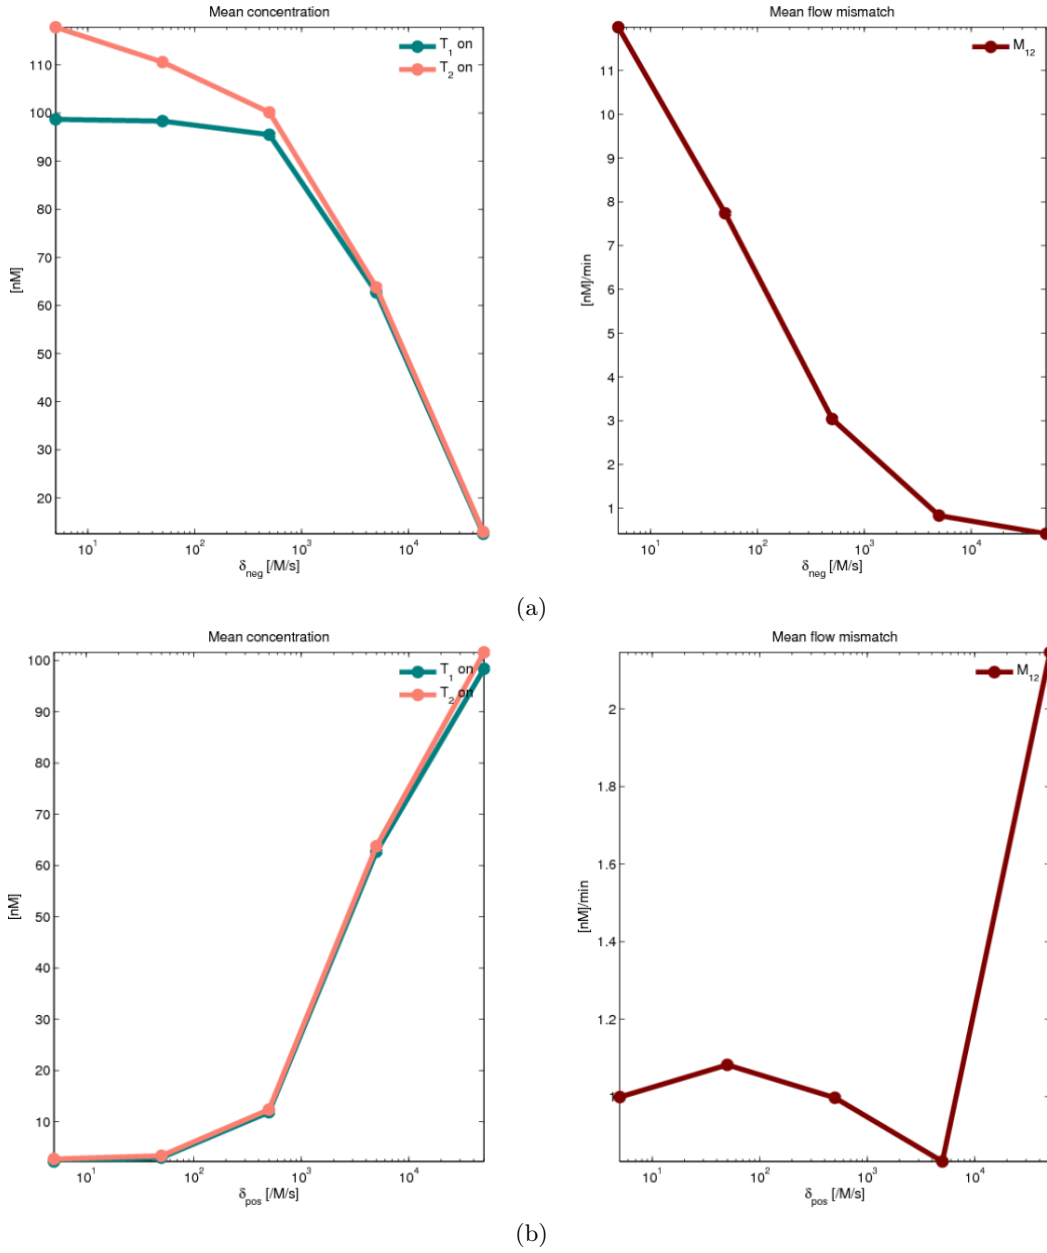 Mean concentration
T1 on
T2 on
110
100
90
80
70
60
50
40
30
20
[nM]
10^1
10^2
10^3
10^4
δneg [/M/s]
Mean flow mismatch
M12
11
10
9
8
7
6
5
4
3
2
1
[nM]/min
10^1
10^2
10^3
10^4
δneg [/M/s]
(a)
Mean concentration
T1 on
T2 on
100
90
80
70
60
50
40
30
20
10
[nM]
10^1
10^2
10^3
10^4
δpos [/M/s]
Mean flow mismatch
M12
2
1.8
1.6
1.4
1.2
1
[nM]/min
10^1
10^2
10^3
10^4
δpos [/M/s]
(b)